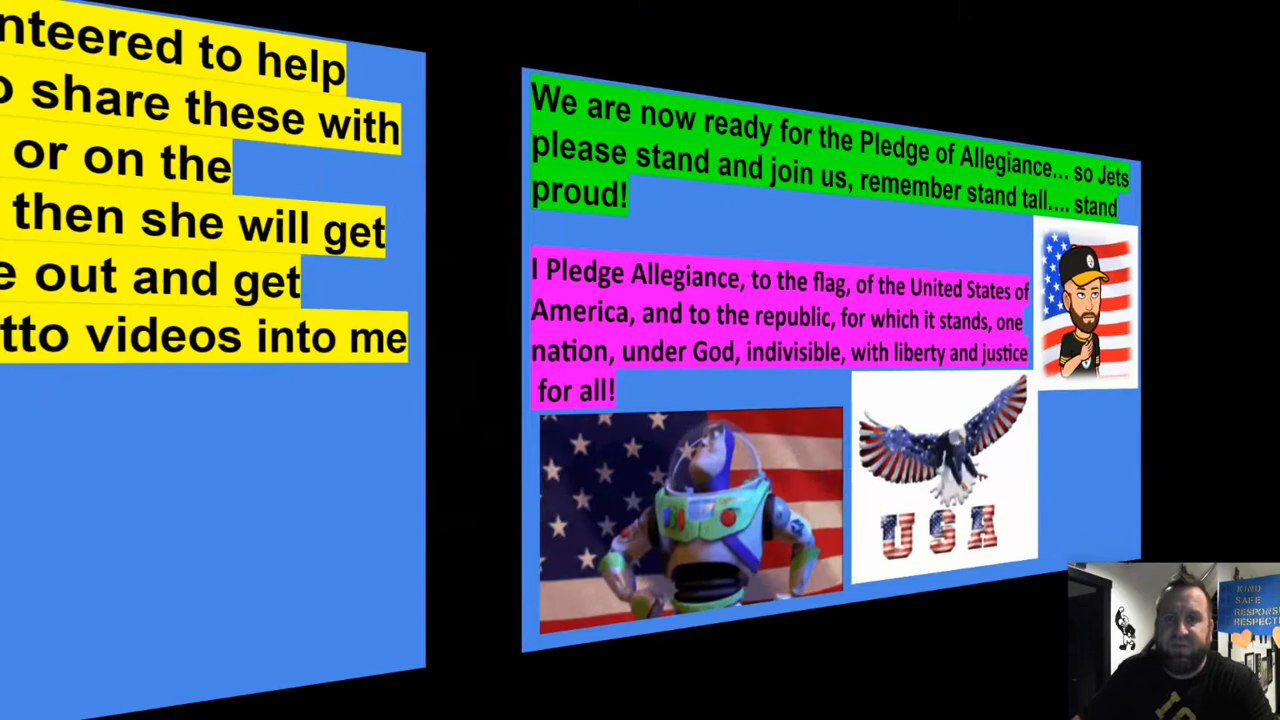 to help
share these with
or on the
then she will get
out and get
videos into me
We are now ready for the Pledge of Allegiance... so Jets
please stand and join us, remember stand tall.... stand
proud!
I Pledge Allegiance, to the flag, of the United States of
America, and to the republic, for which it stands, one
nation, under God, indivisible, with liberty and justice
for all!
USA
KIND
SAFE